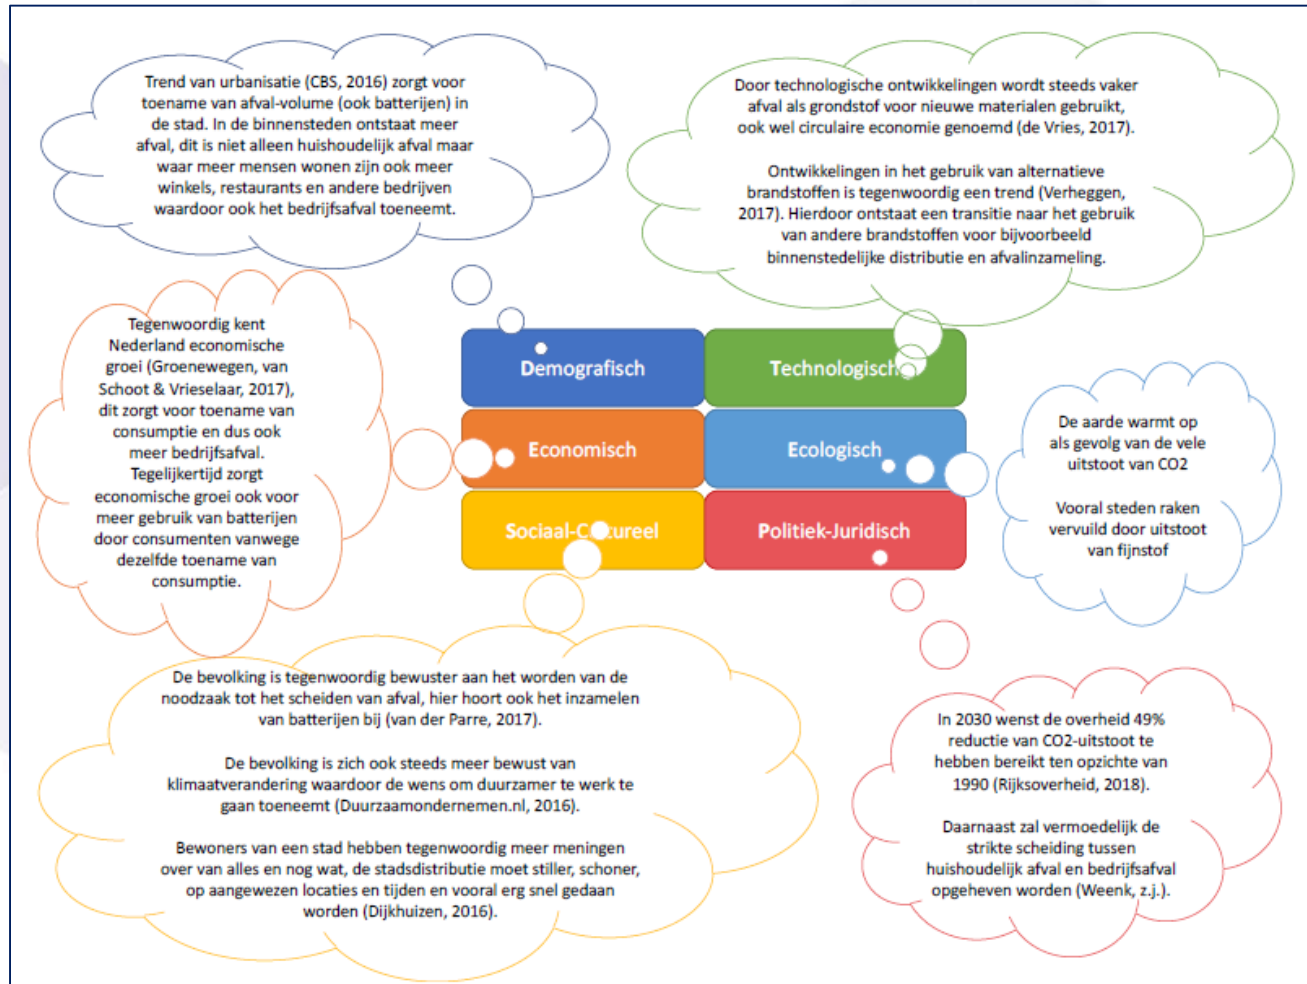 Trend van urbanisatie (CBS, 2016) zorgt voor
toename van afval-volume (ook batterijen) in
de stad. In de binnensteden ontstaat meer
afval, dit is niet alleen huishoudelijk afval maar
waar meer mensen wonen zijn ook meer
winkels, restaurants en andere bedrijven
waardoor ook het bedrijfsafval toeneemt.
Door technologische ontwikkelingen wordt steeds vaker
afval als grondstof voor nieuwe materialen gebruikt,
ook wel circulaire economie genoemd (de Vries, 2017).
Ontwikkelingen in het gebruik van alternatieve
brandstoffen is tegenwoordig een trend (Verheggen,
2017). Hierdoor ontstaat een transitie naar het gebruik
van andere brandstoffen voor bijvoorbeeld
binnenstedelijke distributie en afvalinzameling.
Tegenwoordig kent
Nederland economische
groei (Groenewegen, van
Schoot & Vrieselaar, 2017),
dit zorgt voor toename van
consumptie en dus ook
meer bedrijfsafval.
Tegelijkertijd zorgt
economische groei ook voor
meer gebruik van batterijen
door consumenten vanwege
dezelfde toename van
consumptie.
Demografisch
Technologisch
Economisch
Ecologisch
Sociaal-Cultureel
Politiek-Juridisch
De aarde warmt op
als gevolg van de vele
uitstoot van CO2
Vooral steden raken
vervuild door uitstoot
van fijnstof
De bevolking is tegenwoordig bewuster aan het worden van de
noodzaak tot het scheiden van afval, hier hoort ook het inzamelen
van batterijen bij (van der Parre, 2017).
De bevolking is zich ook steeds meer bewust van
klimaatverandering waardoor de wens om duurzamer te werk te
gaan toeneemt (Duurzaamondernemen.nl, 2016).
Bewoners van een stad hebben tegenwoordig meer meningen
over van alles en nog wat, de stadsdistributie moet stiller, schoner,
op aangewezen locaties en tijden en vooral erg snel gedaan
worden (Dijkhuizen, 2016).
In 2030 wenst de overheid 49%
reductie van CO2-uitstoot te
hebben bereikt ten opzichte van
1990 (Rijksoverheid, 2018).
Daarnaast zal vermoedelijk de
strikte scheiding tussen
huishoudelijk afval en bedrijfsafval
opgeheven worden (Weenk, z.j.).